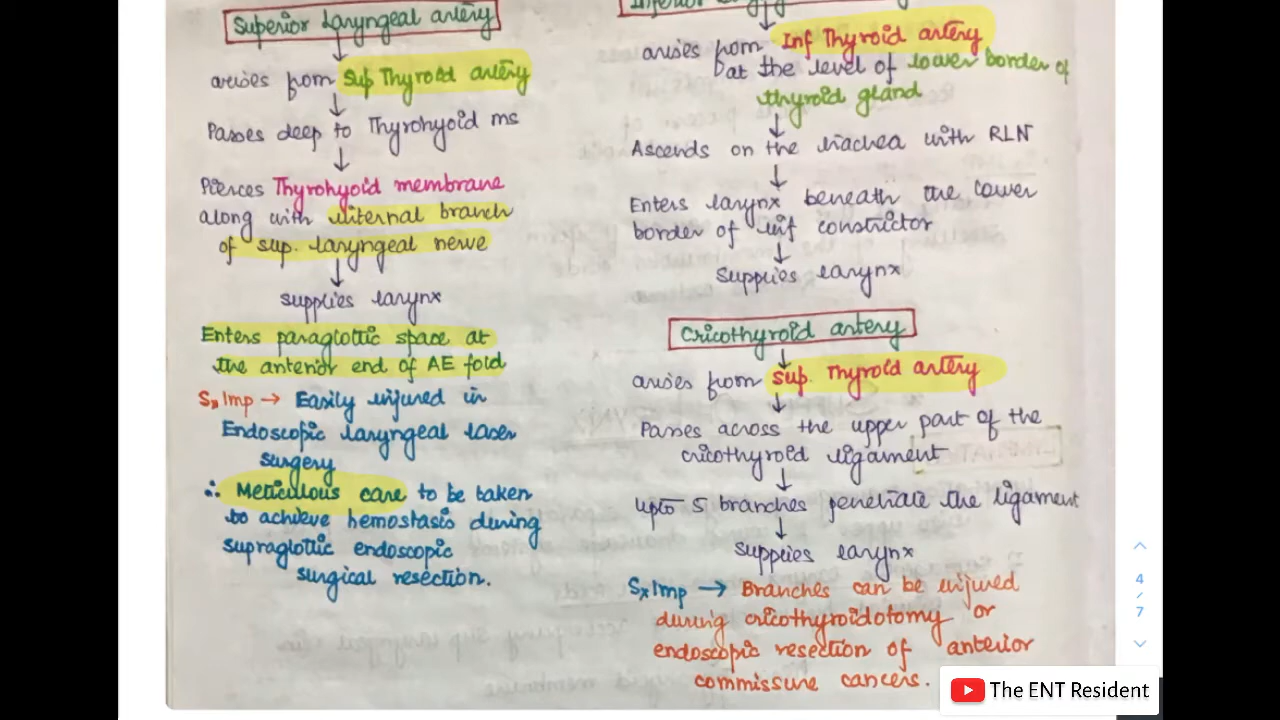 Superior Laryngeal artery
arises from Sup Thyroid artery
Passes deep to Thyrohyoid ms
Pierces Thyrohyoid membrane
along with internal branch
of sup. laryngeal nerve
supplies larynx
Enters paraglottic space at
the anterior end of AE fold
Sx Imp → Easily injured in
Endoscopic laryngeal laser
surgery
∴ Meticulous care to be taken
to achieve hemostasis during
supraglottic endoscopic
surgical resection.
arises from Inf Thyroid artery
at the level of lower border of
thyroid gland
Ascends on the trachea with RLN
Enters larynx beneath the lower
border of inf constrictor
Supplies larynx
Cricothyroid artery
arises from Sup. Thyroid artery
Passes across the upper part of the
cricothyroid ligament
upto 5 branches penetrate the ligament
supplies larynx
Sx Imp → Branches can be injured
during cricothyroidotomy or
endoscopic resection of anterior
commissure cancers.
4
/
7
The ENT Resident